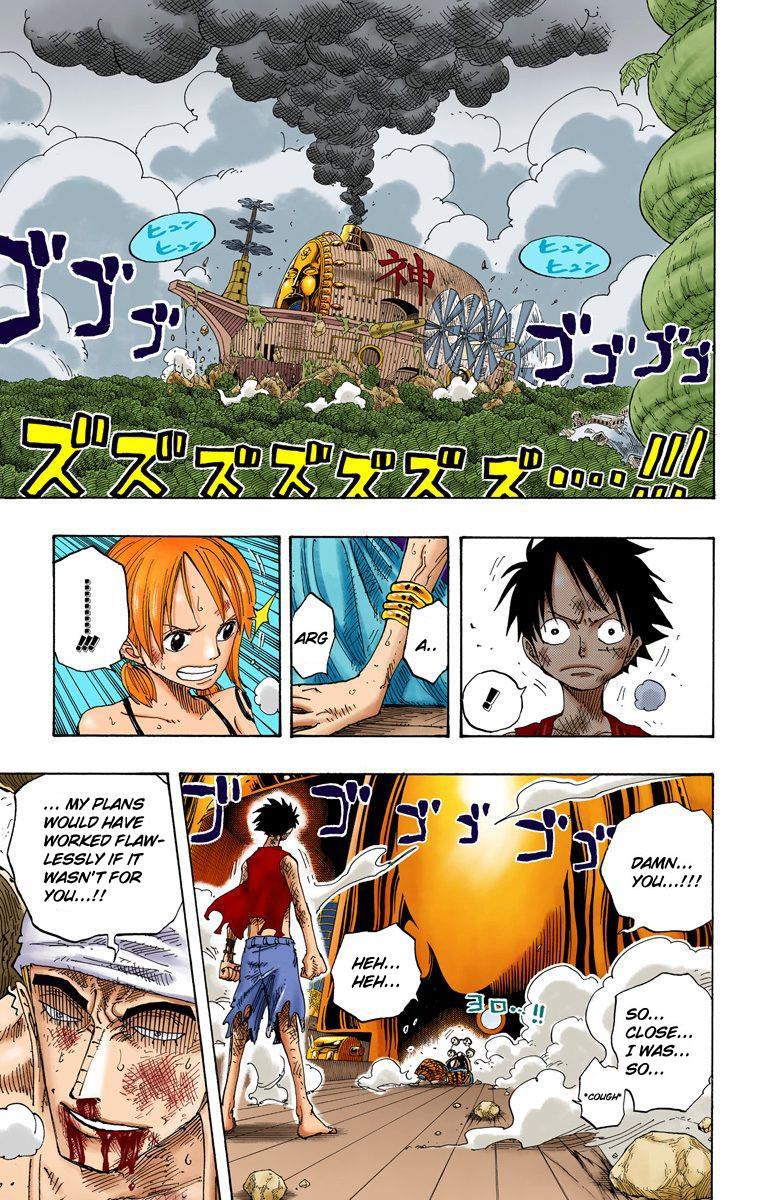 ヒュン
ヒュン
ヒュン
ヒュン
神
ゴゴゴ
ゴゴゴゴ
ズズズズズズズ・・・・!!!
!
A..
ARG
.........!!!
DAMN...
YOU...!!!
HEH...
HEH...
ヨロ...!!
SO...
CLOSE...
I WAS...
SO...
*COUGH*
ゴゴゴゴゴゴ
... MY PLANS
WOULD HAVE
WORKED FLAW-
LESSLY IF IT
WASN'T FOR
YOU...!!